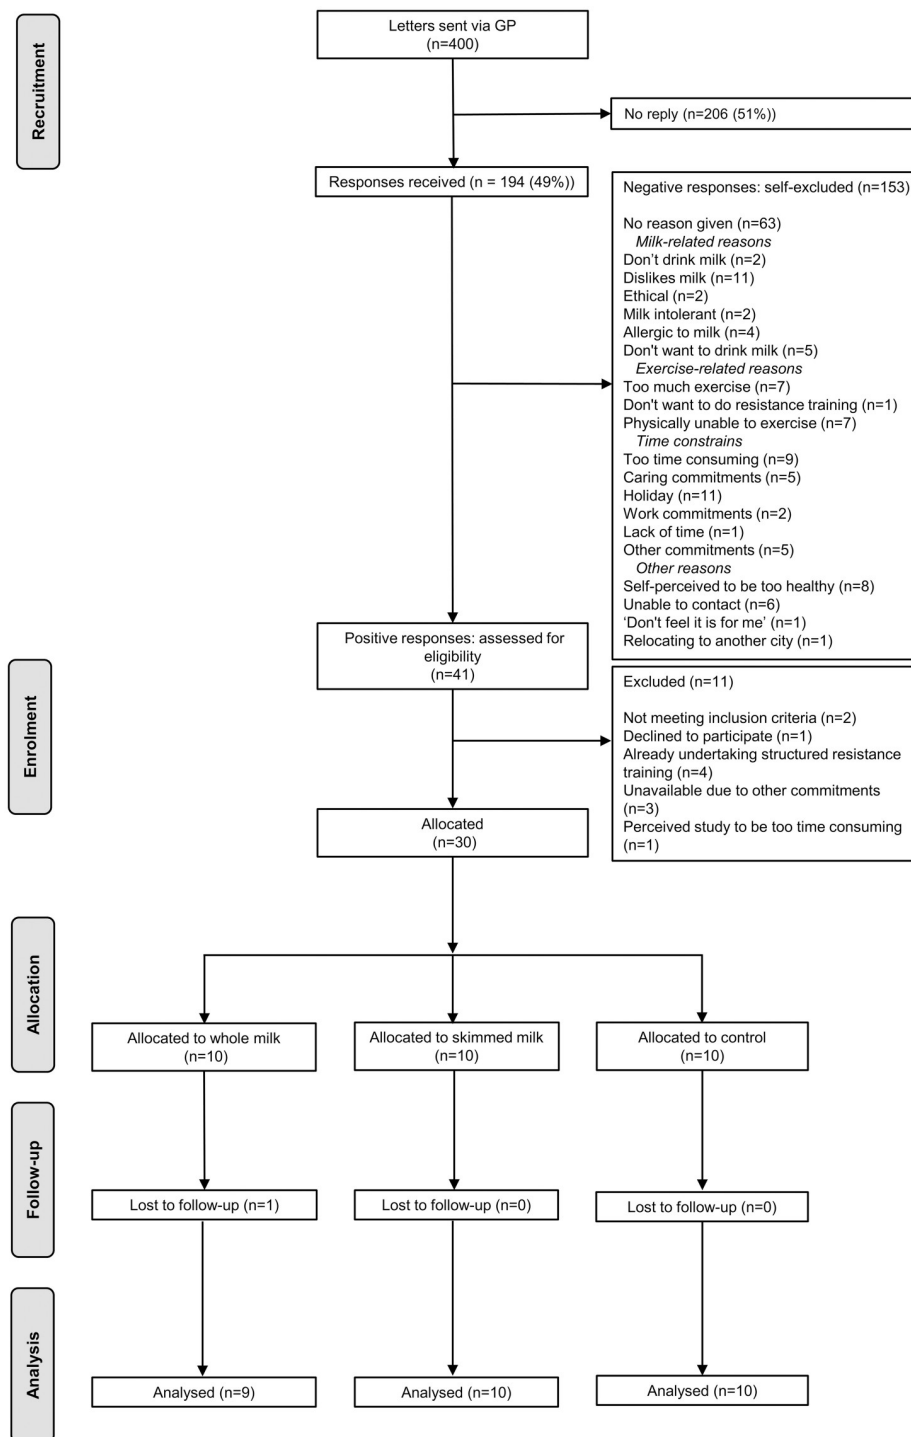 Recruitment
Letters sent via GP
(n=400)
No reply (n=206 (51%))
Responses received (n = 194 (49%))
Negative responses: self-excluded (n=153)
No reason given (n=63)
Milk-related reasons
Don't drink milk (n=2)
Dislikes milk (n=11)
Ethical (n=2)
Milk intolerant (n=2)
Allergic to milk (n=4)
Don't want to drink milk (n=5)
Exercise-related reasons
Too much exercise (n=7)
Don't want to do resistance training (n=1)
Physically unable to exercise (n=7)
Time constrains
Too time consuming (n=9)
Caring commitments (n=5)
Holiday (n=11)
Work commitments (n=2)
Lack of time (n=1)
Other commitments (n=5)
Other reasons
Self-perceived to be too healthy (n=8)
Unable to contact (n=6)
‘Don't feel it is for me’ (n=1)
Relocating to another city (n=1)
Positive responses: assessed for
eligibility
(n=41)
Enrolment
Excluded (n=11)
Not meeting inclusion criteria (n=2)
Declined to participate (n=1)
Already undertaking structured resistance
training (n=4)
Unavailable due to other commitments
(n=3)
Perceived study to be too time consuming
(n=1)
Allocated
(n=30)
Allocation
Allocated to whole milk
(n=10)
Allocated to skimmed milk
(n=10)
Allocated to control
(n=10)
Follow-up
Lost to follow-up (n=1)
Lost to follow-up (n=0)
Lost to follow-up (n=0)
Analysis
Analysed (n=9)
Analysed (n=10)
Analysed (n=10)